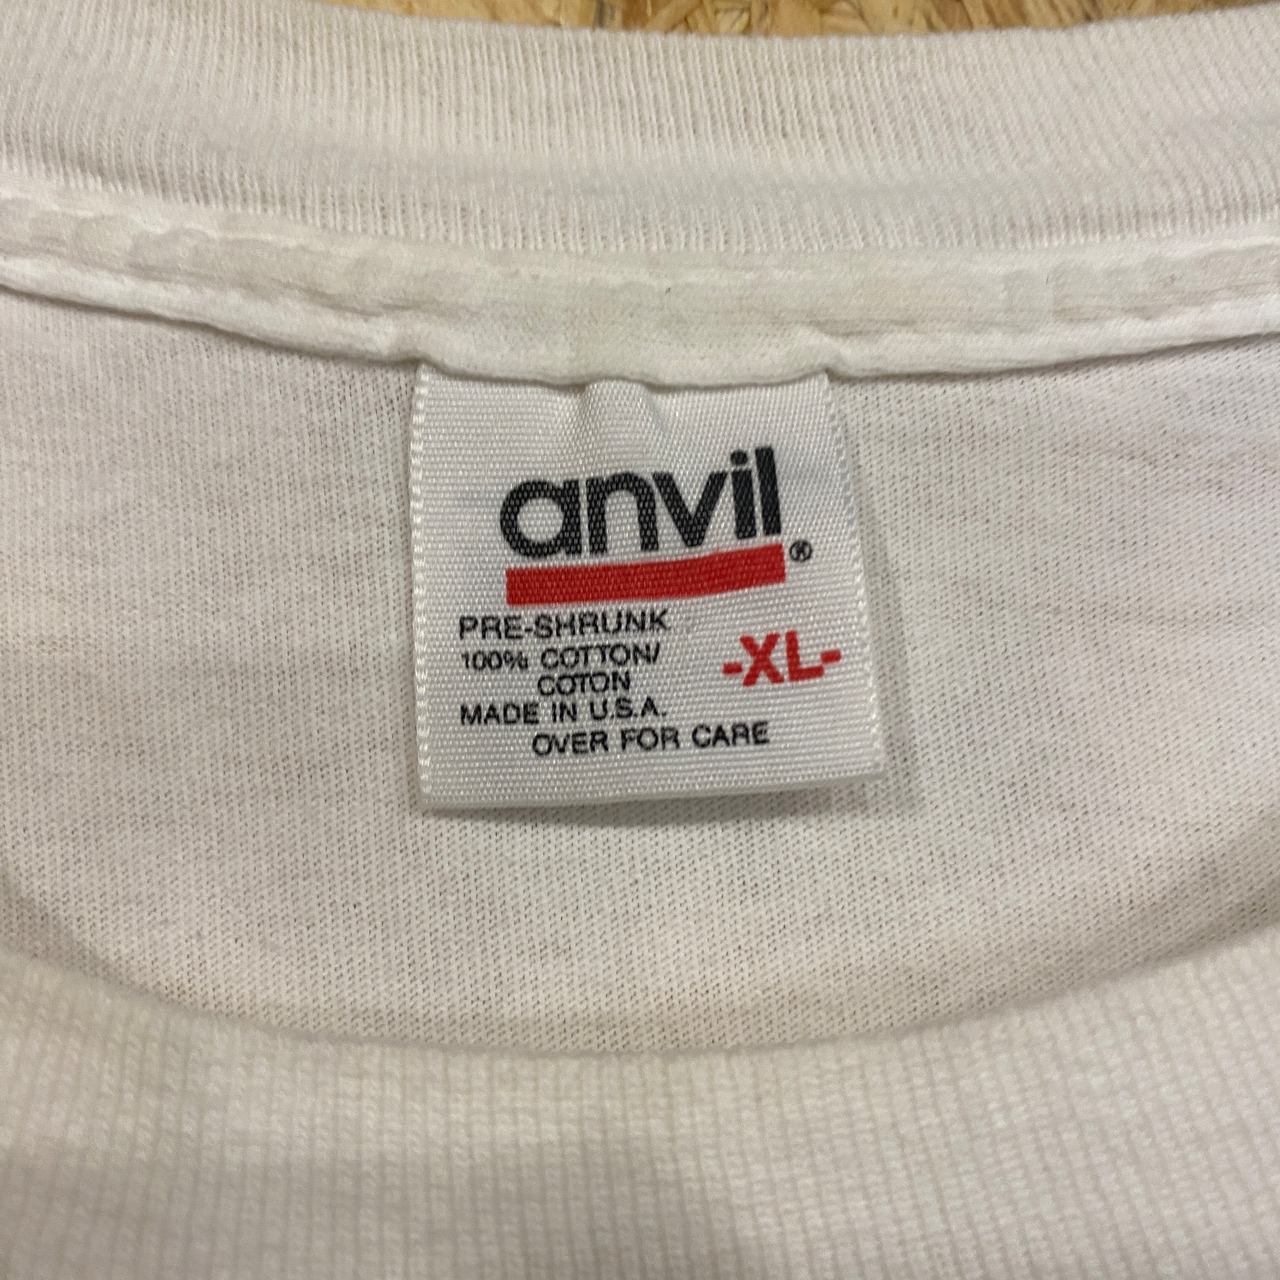 anvil®
PRE-SHRUNK
100% COTTON/
COTON
-XL-
MADE IN U.S.A.
OVER FOR CARE